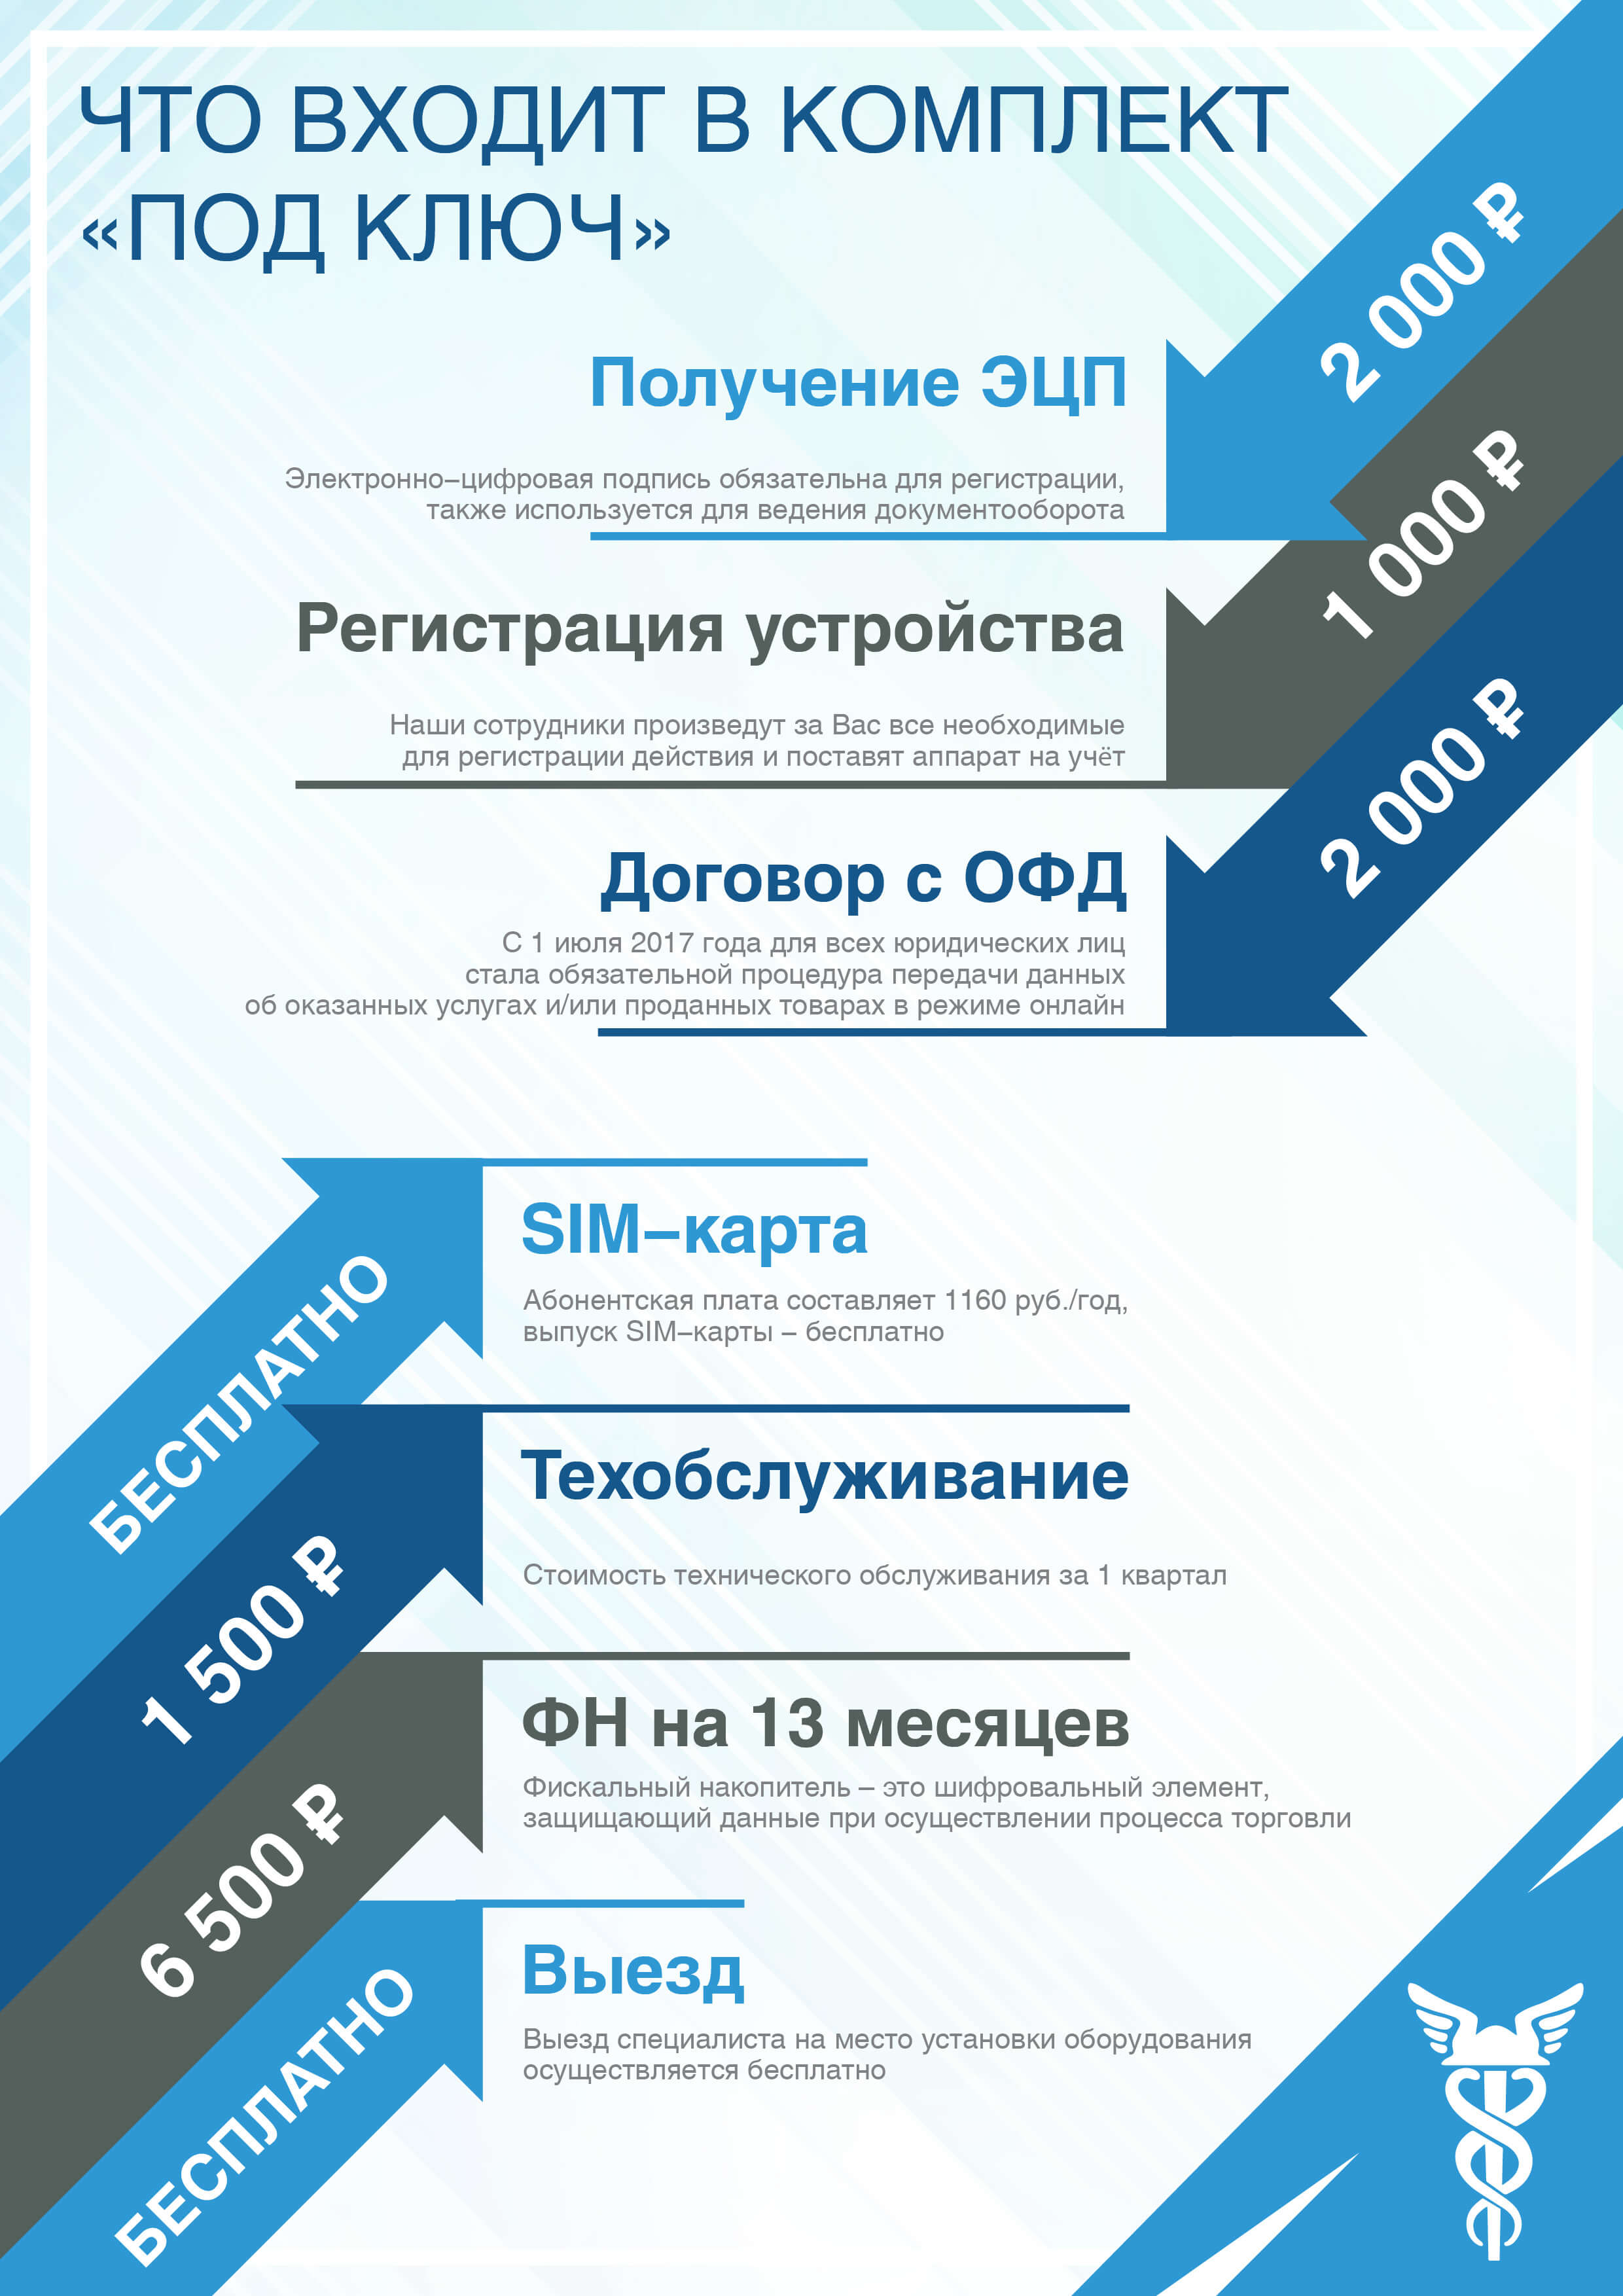 ЧТО ВХОДИТ В КОМПЛЕКТ
«ПОД КЛЮЧ»
2 000 ₽
Получение ЭЦП
Электронно–цифровая подпись обязательна для регистрации,
также используется для ведения документооборота
1 000 ₽
Регистрация устройства
Наши сотрудники произведут за Вас все необходимые
для регистрации действия и поставят аппарат на учёт
2 000 ₽
Договор с ОФД
С 1 июля 2017 года для всех юридических лиц
стала обязательной процедура передачи данных
об оказанных услугах и/или проданных товарах в режиме онлайн
БЕСПЛАТНО
SIM–карта
Абонентская плата составляет 1160 руб./год,
выпуск SIM–карты – бесплатно
1 500 ₽
Техобслуживание
Стоимость технического обслуживания за 1 квартал
6 500 ₽
ФН на 13 месяцев
Фискальный накопитель – это шифровальный элемент,
защищающий данные при осуществлении процесса торговли
БЕСПЛАТНО
Выезд
Выезд специалиста на место установки оборудования
осуществляется бесплатно